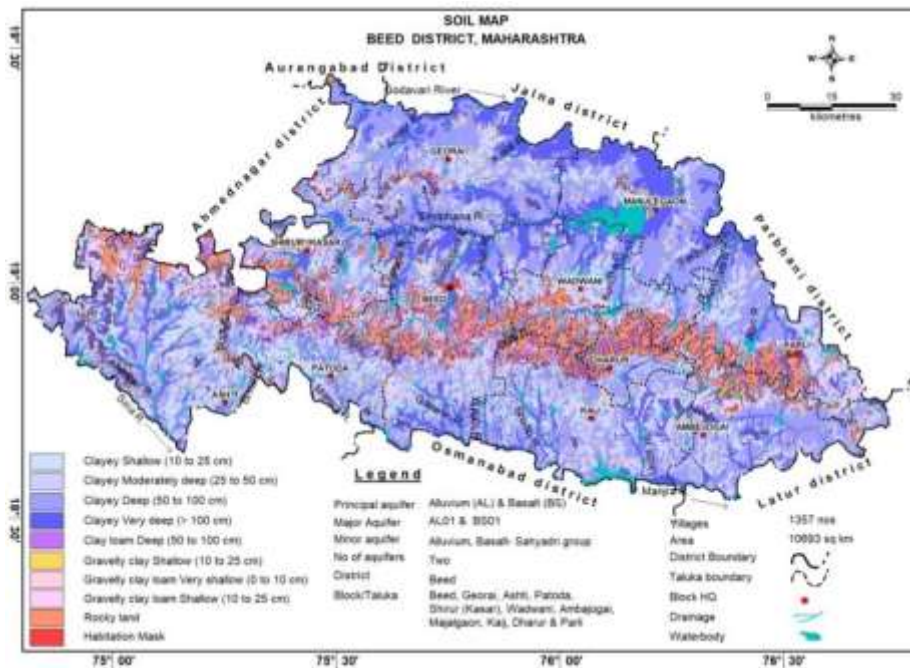 SOIL MAP
BEED DISTRICT, MAHARASHTRA
N
W E
S
0 15 30
kilometres
19° 30'
19° 00'
18° 30'
Aurangabad District
Godavari River
Jalna district
Ahmednagar district
Parbhani district
GEORAI
MAJALEGAON
SHIRUR (KASAR)
WADWANI
BEED
PARLI
DHARUR
PATODA
ASHTI
KAIJ
AMBEJOGAI
Osmanabad district
Manjra
Latur district
Clayey Shallow (10 to 25 cm)
Clayey Moderately deep (25 to 50 cm)
Clayey Deep (50 to 100 cm)
Clayey Very deep (> 100 cm)
Clay loam Deep (50 to 100 cm)
Gravelly clay Shallow (10 to 25 cm)
Gravelly clay loam Very shallow (0 to 10 cm)
Gravelly clay loam Shallow (10 to 25 cm)
Rocky land
Habitation Mask
Legend
Principal aquifer Alluvium (AL) & Basalt (BS)
Major Aquifer AL01 & BS01
Minor aquifer Alluvium, Basalt- Sahyadri group
No of aquifers Two
District Beed
Block/Taluka Beed, Georai, Ashti, Patoda,
Shirur (Kasar), Wadwani, Ambajogai,
Majalgaon, Kaij, Dharur & Parli
Villages 1357 nos
Area 10693 sq km
District Boundary
Taluka boundary
Block HQ
Drainage
Waterbody
75° 00' 75° 30' 76° 00' 76° 30'